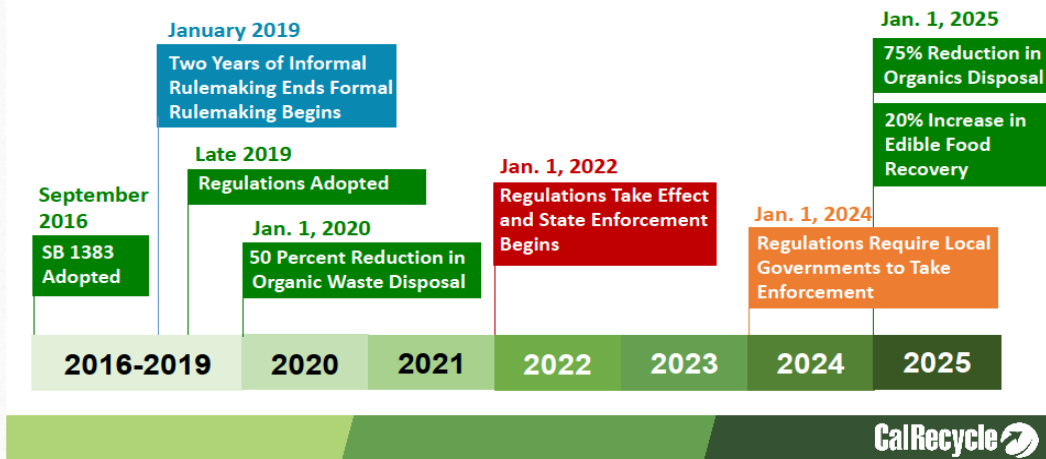 January 2019
Two Years of Informal
Rulemaking Ends Formal
Rulemaking Begins
Late 2019
Regulations Adopted
September
2016
SB 1383
Adopted
Jan. 1, 2020
50 Percent Reduction in
Organic Waste Disposal
Jan. 1, 2022
Regulations Take Effect
and State Enforcement
Begins
Jan. 1, 2024
Regulations Require Local
Governments to Take
Enforcement
Jan. 1, 2025
75% Reduction in
Organics Disposal
20% Increase in
Edible Food
Recovery
2016-2019
2020
2021
2022
2023
2024
2025
CalRecycle